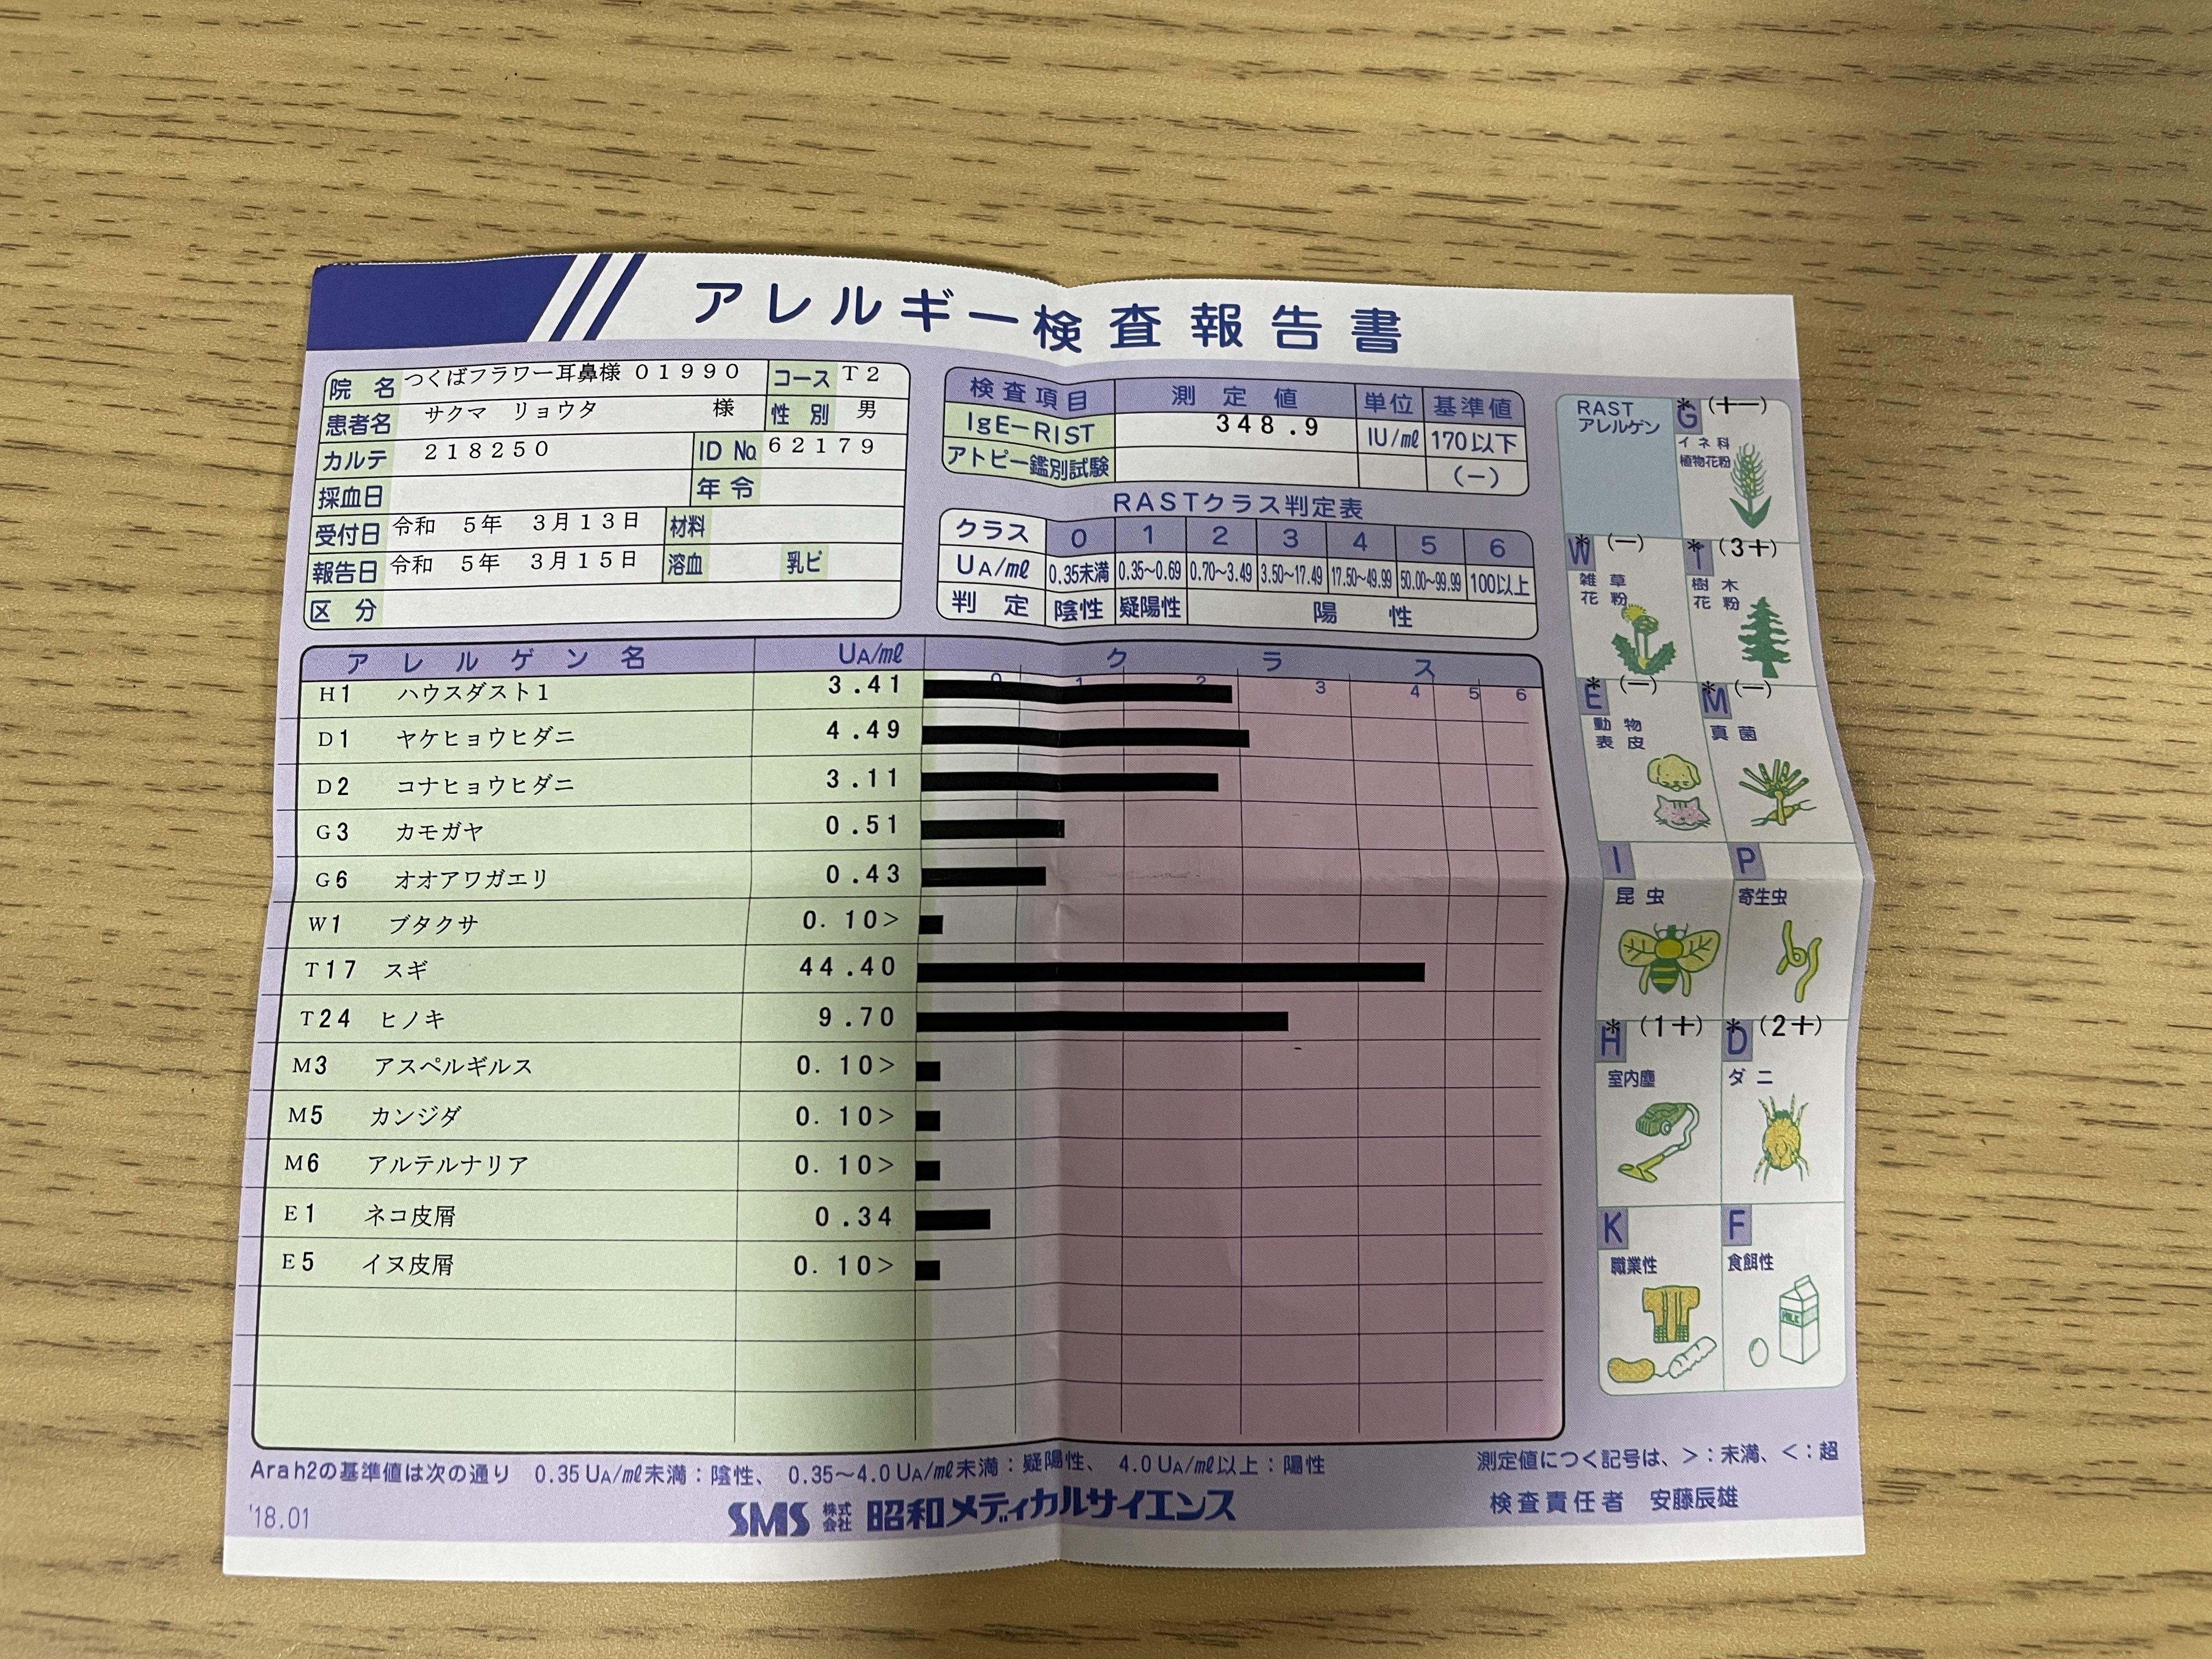 アレルギー検査報告書
院名 つくばフラワー耳鼻様 01990 コース T2
患者名 サクマ リョウタ 様 性別 男
カルテ 218250 ID No. 62179
採血日 年令
受付日 令和 5年 3月13日 材料
報告日 令和 5年 3月15日 溶血 乳ビ
区分
検査項目 測定値 単位 基準値
IgE-RIST 348.9 IU/ml 170以下
アトピー鑑別試験 (-)
RASTクラス判定表
クラス 0 1 2 3 4 5 6
UA/ml 0.35未満 0.35~0.69 0.70~3.49 3.50~17.49 17.50~49.99 50.00~99.99 100以上
判定 陰性 疑陽性 陽性
アレルゲン名 UA/ml クラス
0 1 2 3 4 5 6
H1 ハウスダスト1 3.41
D1 ヤケヒョウヒダニ 4.49
D2 コナヒョウヒダニ 3.11
G3 カモガヤ 0.51
G6 オオアワガエリ 0.43
W1 ブタクサ 0.10>
T17 スギ 44.40
T24 ヒノキ 9.70
M3 アスペルギルス 0.10>
M5 カンジダ 0.10>
M6 アルテルナリア 0.10>
E1 ネコ皮屑 0.34
E5 イヌ皮屑 0.10>
RAST
アレルゲン
* G (+-)
イネ科
植物花粉
* W (-)
雑草
花粉
* T (3+)
樹木
花粉
* E (-)
動物
表皮
* M (-)
真菌
I
昆虫
P
寄生虫
* H (1+)
室内塵
* D (2+)
ダニ
K
職業性
F
食餌性
MILK
Arah2の基準値は次の通り 0.35UA/ml未満:陰性、 0.35~4.0UA/ml未満:疑陽性、 4.0UA/ml以上:陽性
測定値につく記号は、>:未満、<:超
'18.01
SMS 株式会社 昭和メディカルサイエンス
検査責任者 安藤辰雄